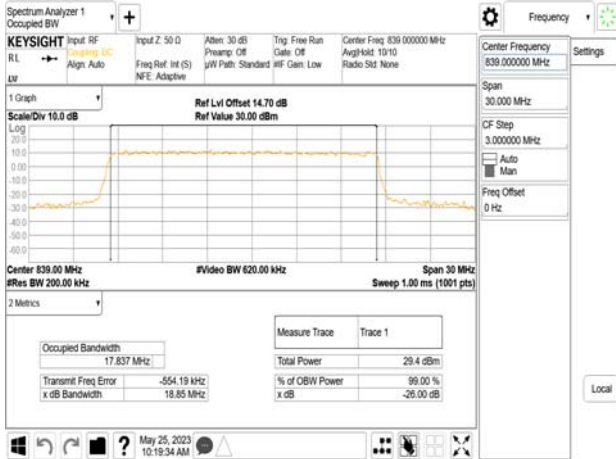 Spectrum Analyzer 1
Occupied BW
Frequency
KEYSIGHT
RL
Input: RF
Coupling: DC
Align: Auto
Input Z: 50 Ω
Freq Ref: Int (S)
NFE: Adaptive
Atten: 30 dB
Preamp: Off
µW Path: Standard
Trig: Free Run
Gate: Off
#IF Gain: Low
Center Freq: 839.000000 MHz
Avg|Hold: 10/10
Radio Std: None
1 Graph
Scale/Div 10.0 dB
Ref Lvl Offset 14.70 dB
Ref Value 30.00 dBm
Log
20.0
10.0
0.00
-10.0
-20.0
-30.0
-40.0
-50.0
-60.0
Center 839.00 MHz
#Res BW 200.00 kHz
#Video BW 620.00 kHz
Span 30 MHz
Sweep 1.00 ms (1001 pts)
2 Metrics
Occupied Bandwidth
17.837 MHz
Transmit Freq Error -554.19 kHz
x dB Bandwidth 18.85 MHz
Measure Trace Trace 1
Total Power 29.4 dBm
% of OBW Power 99.00 %
x dB -26.00 dB
Center Frequency
839.000000 MHz
Span
30.000 MHz
CF Step
3.000000 MHz
Auto
Man
Freq Offset
0 Hz
Settings
Local
May 25, 2023
10:19:34 AM